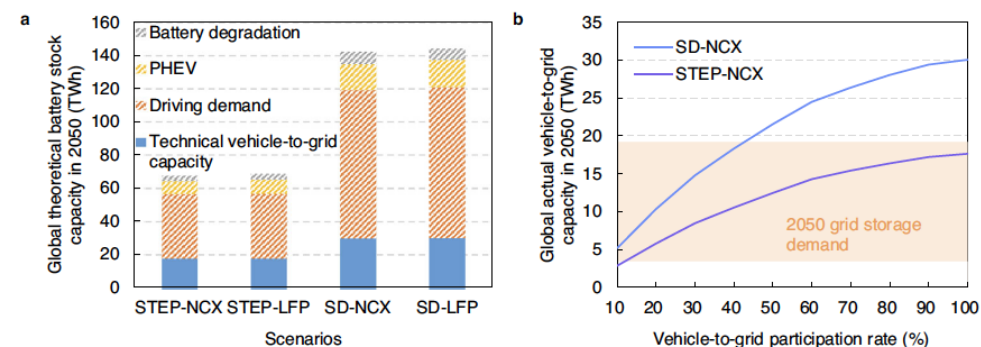 a
Global theoretical battery stock
capacity in 2050 (TWh)
160
140
120
100
80
60
40
20
0
Battery degradation
PHEV
Driving demand
Technical vehicle-to-grid
capacity
STEP-NCX STEP-LFP SD-NCX SD-LFP
Scenarios
b
Global actual vehicle-to-grid
capacity in 2050 (TWh)
35
30
25
20
15
10
5
0
SD-NCX
STEP-NCX
2050 grid storage
demand
10 20 30 40 50 60 70 80 90 100
Vehicle-to-grid participation rate (%)